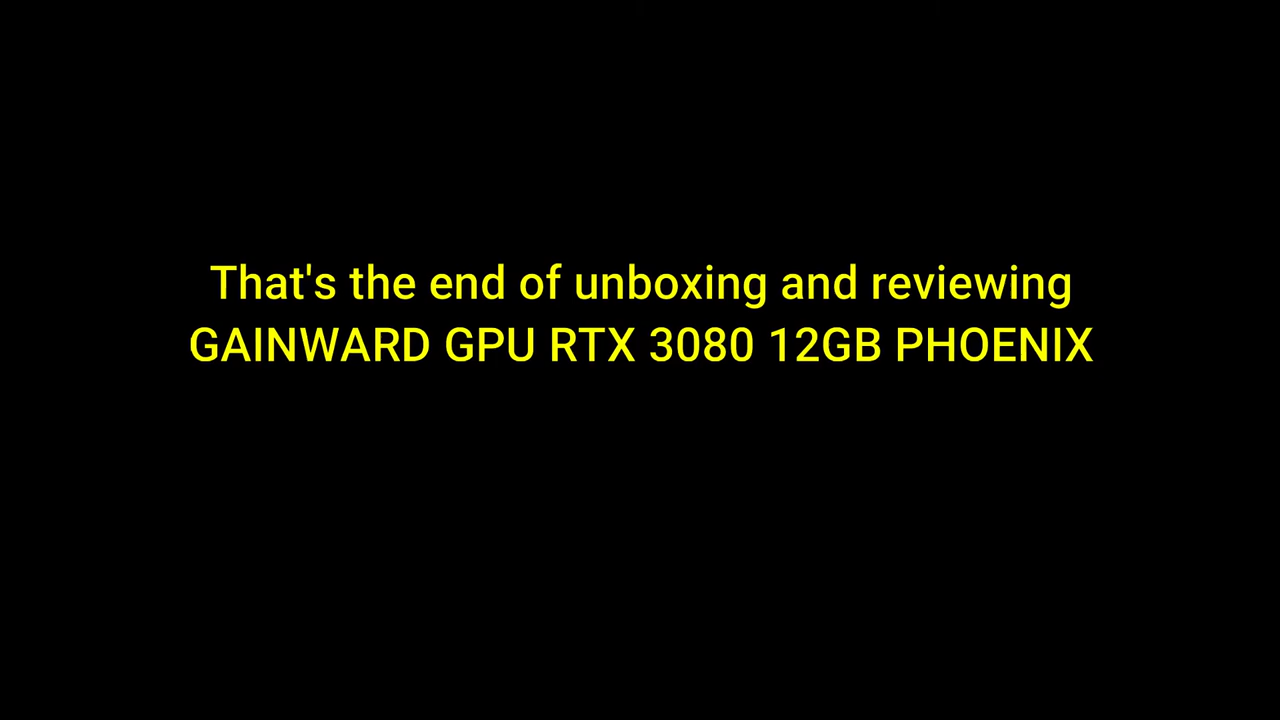 That's the end of unboxing and reviewing
GAINWARD GPU RTX 3080 12GB PHOENIX